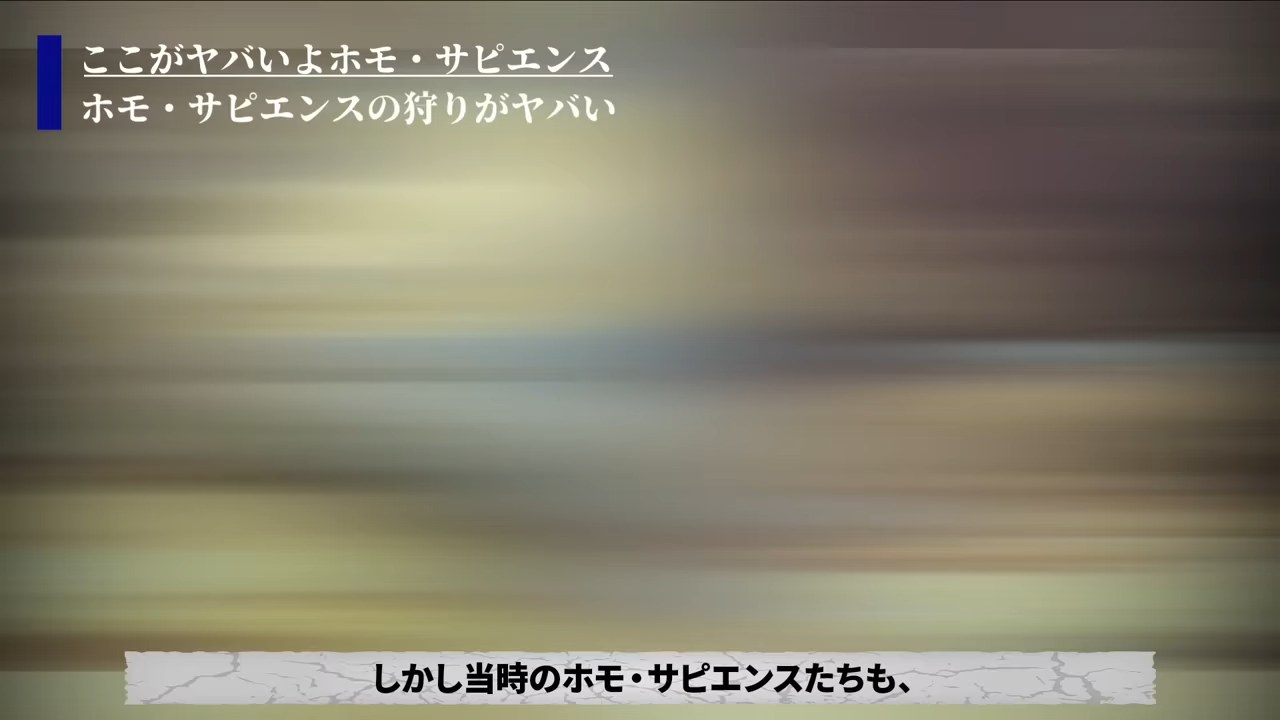 ここがヤバいよホモ・サピエンス
ホモ・サピエンスの狩りがヤバい
しかし当時のホモ・サピエンスたちも、